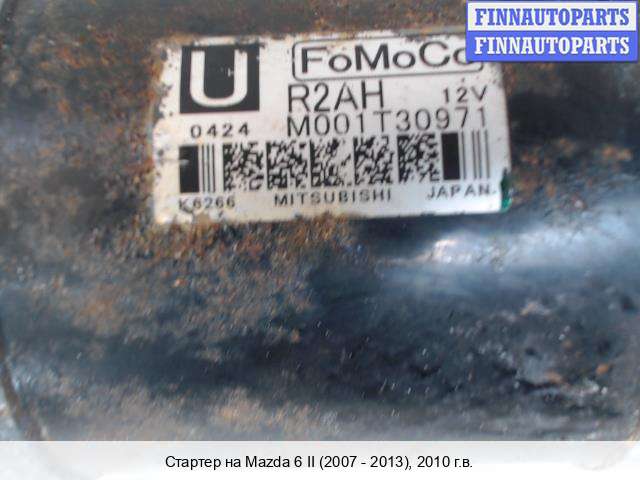 FINNAUTOPARTS
FINNAUTOPARTS
U
FoMoCo
R2AH 12V
0424 M001T30971
K6266 MITSUBISHI JAPAN
Стартер на Mazda 6 II (2007 - 2013), 2010 г.в.